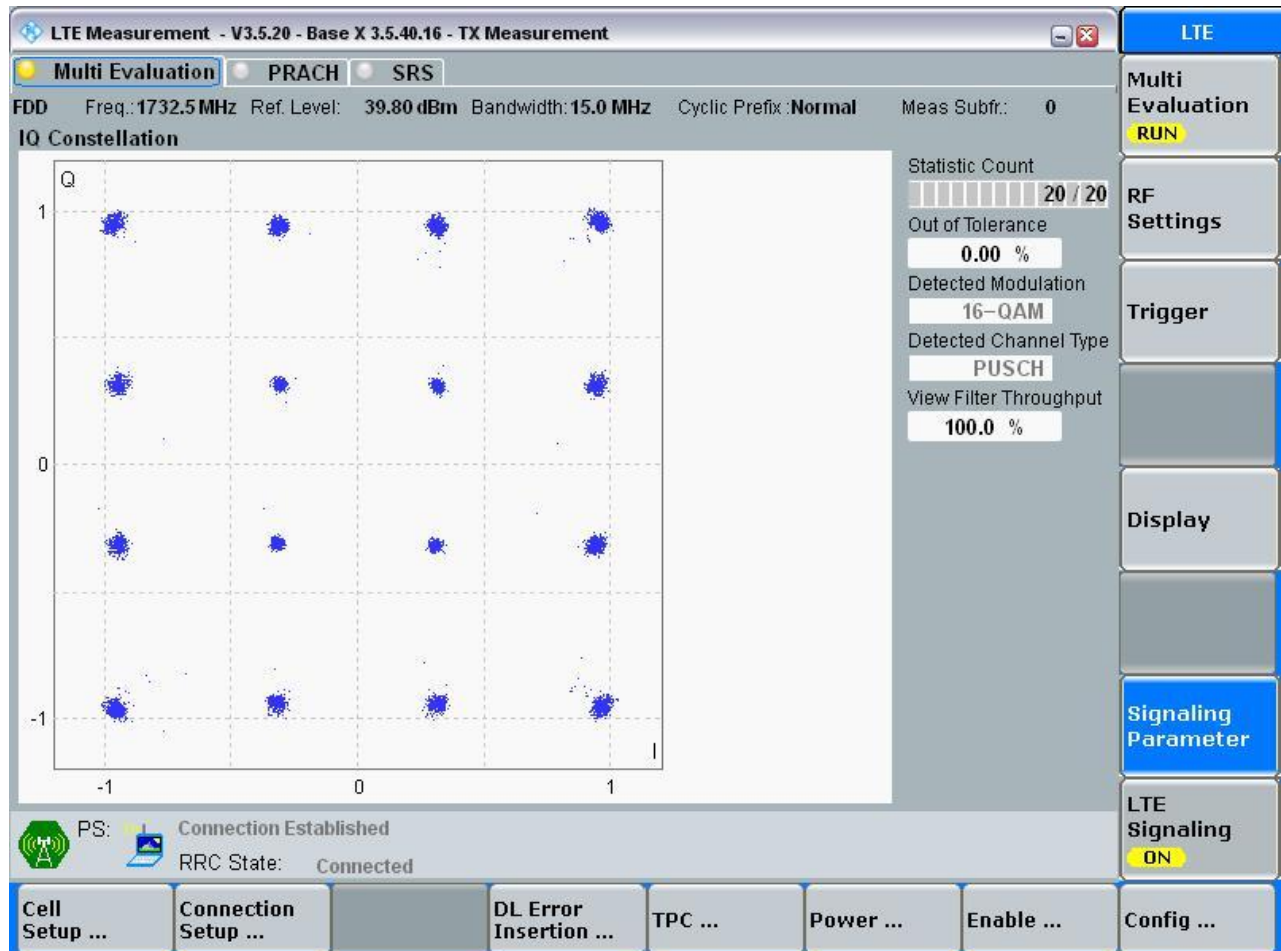 LTE Measurement - V3.5.20 - Base X 3.5.40.16 - TX Measurement
LTE
Multi Evaluation PRACH SRS
FDD Freq.: 1732.5 MHz Ref. Level: 39.80 dBm Bandwidth: 15.0 MHz Cyclic Prefix : Normal Meas Subfr.: 0
IQ Constellation
Q
1
0
-1
I
-1 0 1
Statistic Count
20 / 20
Out of Tolerance
0.00 %
Detected Modulation
16-QAM
Detected Channel Type
PUSCH
View Filter Throughput
100.0 %
Multi
Evaluation
RUN
RF
Settings
Trigger
Display
Signaling
Parameter
LTE
Signaling
ON
PS: Connection Established
RRC State: Connected
Cell
Setup ...
Connection
Setup ...
DL Error
Insertion ...
TPC ...
Power ...
Enable ...
Config ...